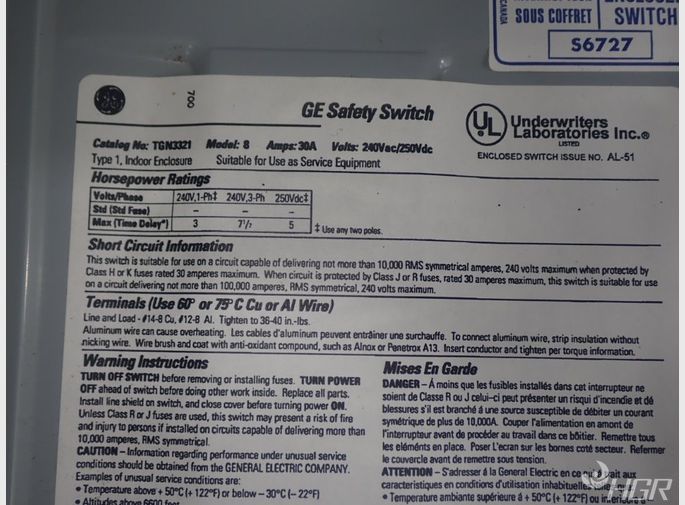 CANADA
SOUS COFFRET
SWITCH
S6727
700
GE Safety Switch
UL
Underwriters
Laboratories Inc.®
LISTED
ENCLOSED SWITCH ISSUE NO. AL-51
Catalog No: TGN3321 Model: 8 Amps: 30A Volts: 240Vac/250Vdc
Type 1, Indoor Enclosure Suitable for Use as Service Equipment
Horsepower Ratings
Volts/Phase 240V,1-Ph‡ 240V,3-Ph 250Vdc‡
Std (Std Fuse) – – –
Max (Time Delay*) 3 7½ 5
‡ Use any two poles.
Short Circuit Information
This switch is suitable for use on a circuit capable of delivering not more than 10,000 RMS symmetrical amperes, 240 volts maximum when protected by
Class H or K fuses rated 30 amperes maximum. When circuit is protected by Class J or R fuses, rated 30 amperes maximum, this switch is suitable for use
on a circuit delivering not more than 100,000 amperes, RMS symmetrical, 240 volts maximum.
Terminals (Use 60° or 75°C Cu or Al Wire)
Line and Load - #14-8 Cu, #12-8 Al. Tighten to 36-40 in.-lbs.
Aluminum wire can cause overheating. Les cables d'aluminum peuvent entraîner une surchauffe. To connect aluminum wire, strip insulation without
nicking wire. Wire brush and coat with anti-oxidant compound, such as Alnox or Penetrox A13. Insert conductor and tighten per torque information.
Warning Instructions
TURN OFF SWITCH before removing or installing fuses. TURN POWER
OFF ahead of switch before doing other work inside. Replace all parts.
Install line shield on switch, and close cover before turning power ON.
Unless Class R or J fuses are used, this switch may present a risk of fire
and injury to persons if installed on circuits capable of delivering more than
10,000 amperes, RMS symmetrical.
CAUTION – Information regarding performance under unusual service
conditions should be obtained from the GENERAL ELECTRIC COMPANY.
Examples of unusual service conditions are:
• Temperature above + 50°C (+ 122°F) or below – 30°C (– 22°F)
• Altitudes above 6600 feet
Mises En Garde
DANGER – Á moins que les fusibles installés dans cet interrupteur ne
soient de Classe R ou J celui-ci peut présenter un risqui d'incendie et dé
blessures s'il est branché á une source susceptible de débiter un courant
symétrique de plus de 10,000A. Couper l'alimentation en amont de
l'interrupteur avant de procéder au travail dans ce bôitier. Remettre tous
les éléments en place. Poser L'ecran sur les bornes coté secteur. Refermer
le couvercle avant de remettre sous tension.
ATTENTION – S'adresser á la General Electric en ce qui a trait aux
caractéristiques en conditions d'utilisation inhabituelles
• Température ambiante supérieure á + 50°C (+ 122°F) ou inférieure à
HGR